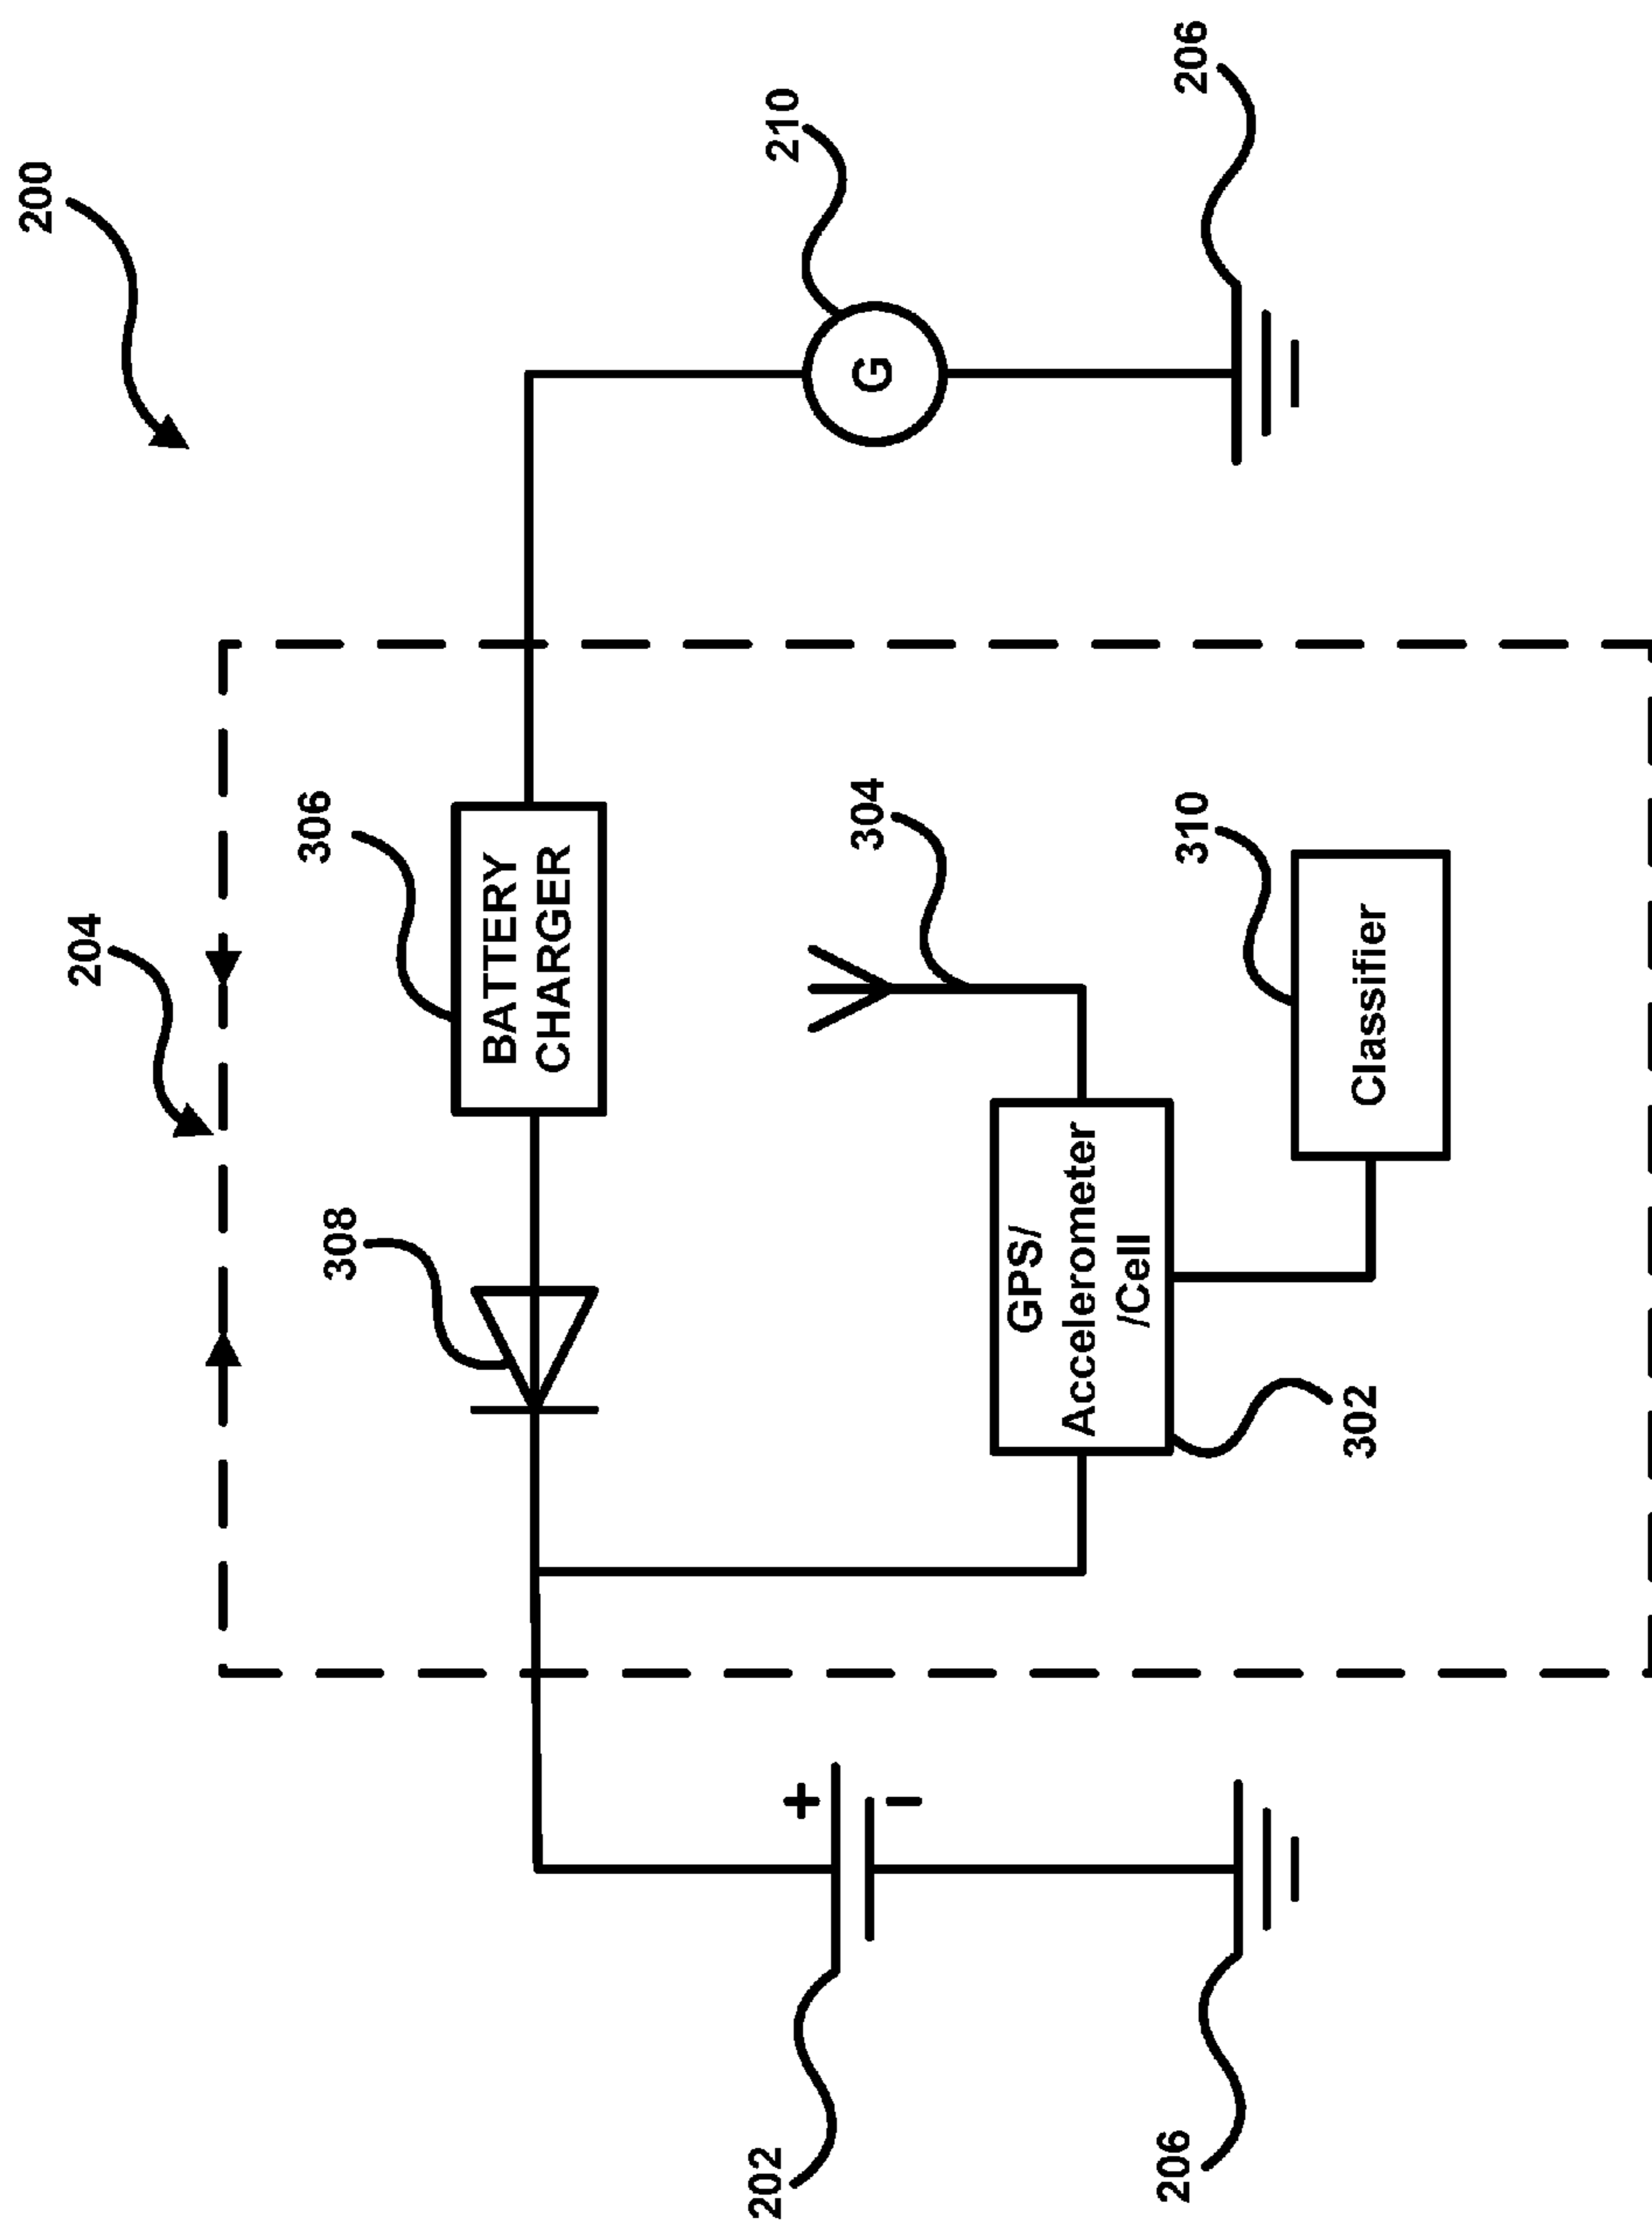 200
204
306
BATTERY
CHARGER
308
210
G
206
304
310
Classifier
GPS/
Accelerometer
/Cell
302
+
−
202
206